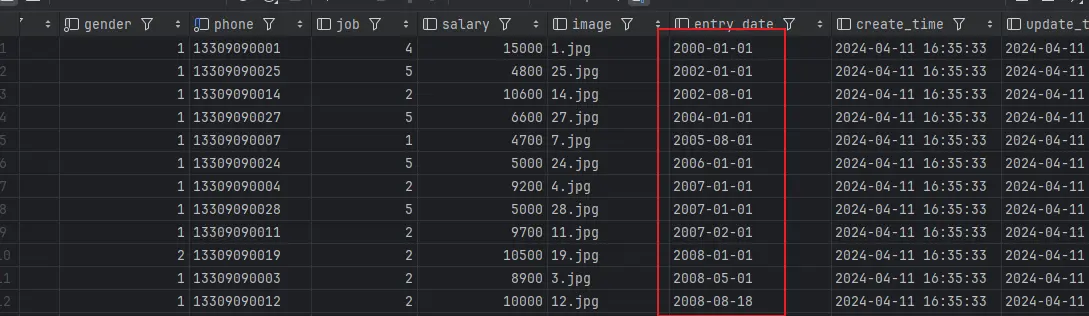 gender phone job salary image entry_date create_time update_t
1 1 13309090001 4 15000 1.jpg 2000-01-01 2024-04-11 16:35:33 2024-04-11
2 1 13309090025 5 4800 25.jpg 2002-01-01 2024-04-11 16:35:33 2024-04-11
3 1 13309090014 2 10600 14.jpg 2002-08-01 2024-04-11 16:35:33 2024-04-11
4 1 13309090027 5 6600 27.jpg 2004-01-01 2024-04-11 16:35:33 2024-04-11
5 1 13309090007 1 4700 7.jpg 2005-08-01 2024-04-11 16:35:33 2024-04-11
6 1 13309090024 5 5000 24.jpg 2006-01-01 2024-04-11 16:35:33 2024-04-11
7 1 13309090004 2 9200 4.jpg 2007-01-01 2024-04-11 16:35:33 2024-04-11
8 1 13309090028 5 5000 28.jpg 2007-01-01 2024-04-11 16:35:33 2024-04-11
9 1 13309090011 2 9700 11.jpg 2007-02-01 2024-04-11 16:35:33 2024-04-11
10 2 13309090019 2 10500 19.jpg 2008-01-01 2024-04-11 16:35:33 2024-04-11
11 1 13309090003 2 8900 3.jpg 2008-05-01 2024-04-11 16:35:33 2024-04-11
12 1 13309090012 2 10000 12.jpg 2008-08-18 2024-04-11 16:35:33 2024-04-11